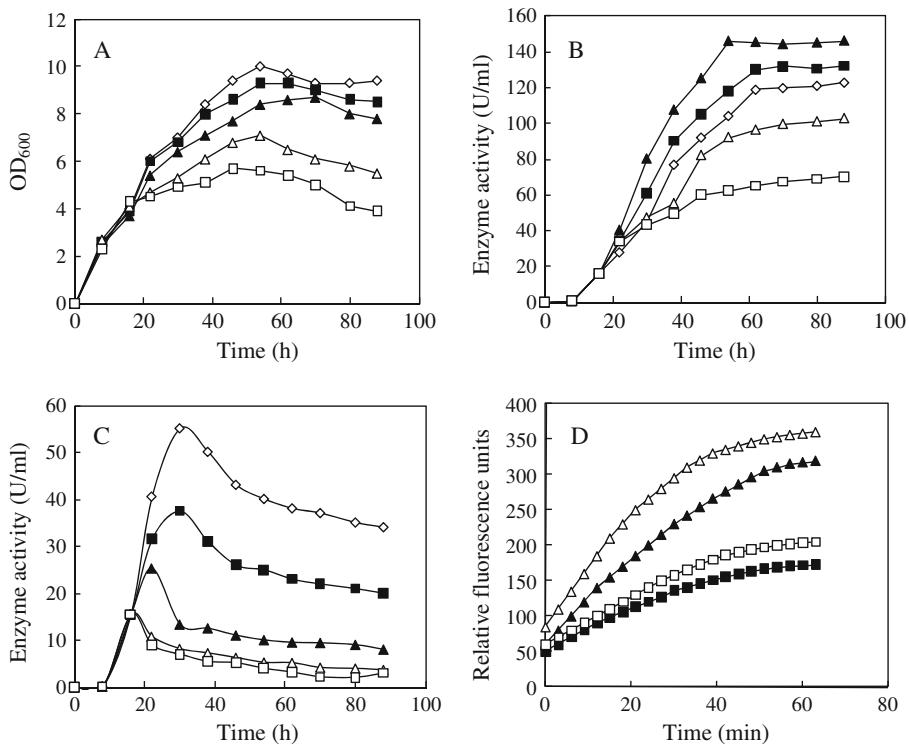 A
OD600
12
10
8
6
4
2
0
0 20 40 60 80 100
Time (h)
B
Enzyme activity (U/ml)
160
140
120
100
80
60
40
20
0
0 20 40 60 80 100
Time (h)
C
Enzyme activity (U/ml)
60
50
40
30
20
10
0
0 20 40 60 80 100
Time (h)
D
Relative fluorescence units
400
350
300
250
200
150
100
50
0
0 20 40 60 80
Time (min)